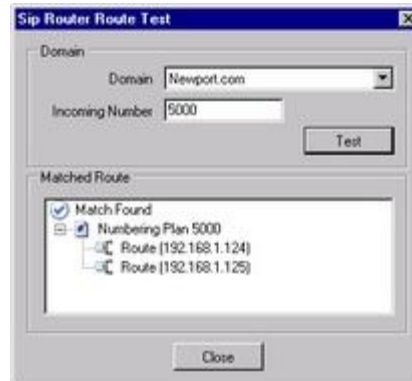 Sip Router Route Test
Domain
Domain Newport.com
Incoming Number 5000
Test
Matched Route
Match Found
Numbering Plan 5000
Route (192.168.1.124)
Route (192.168.1.125)
Close